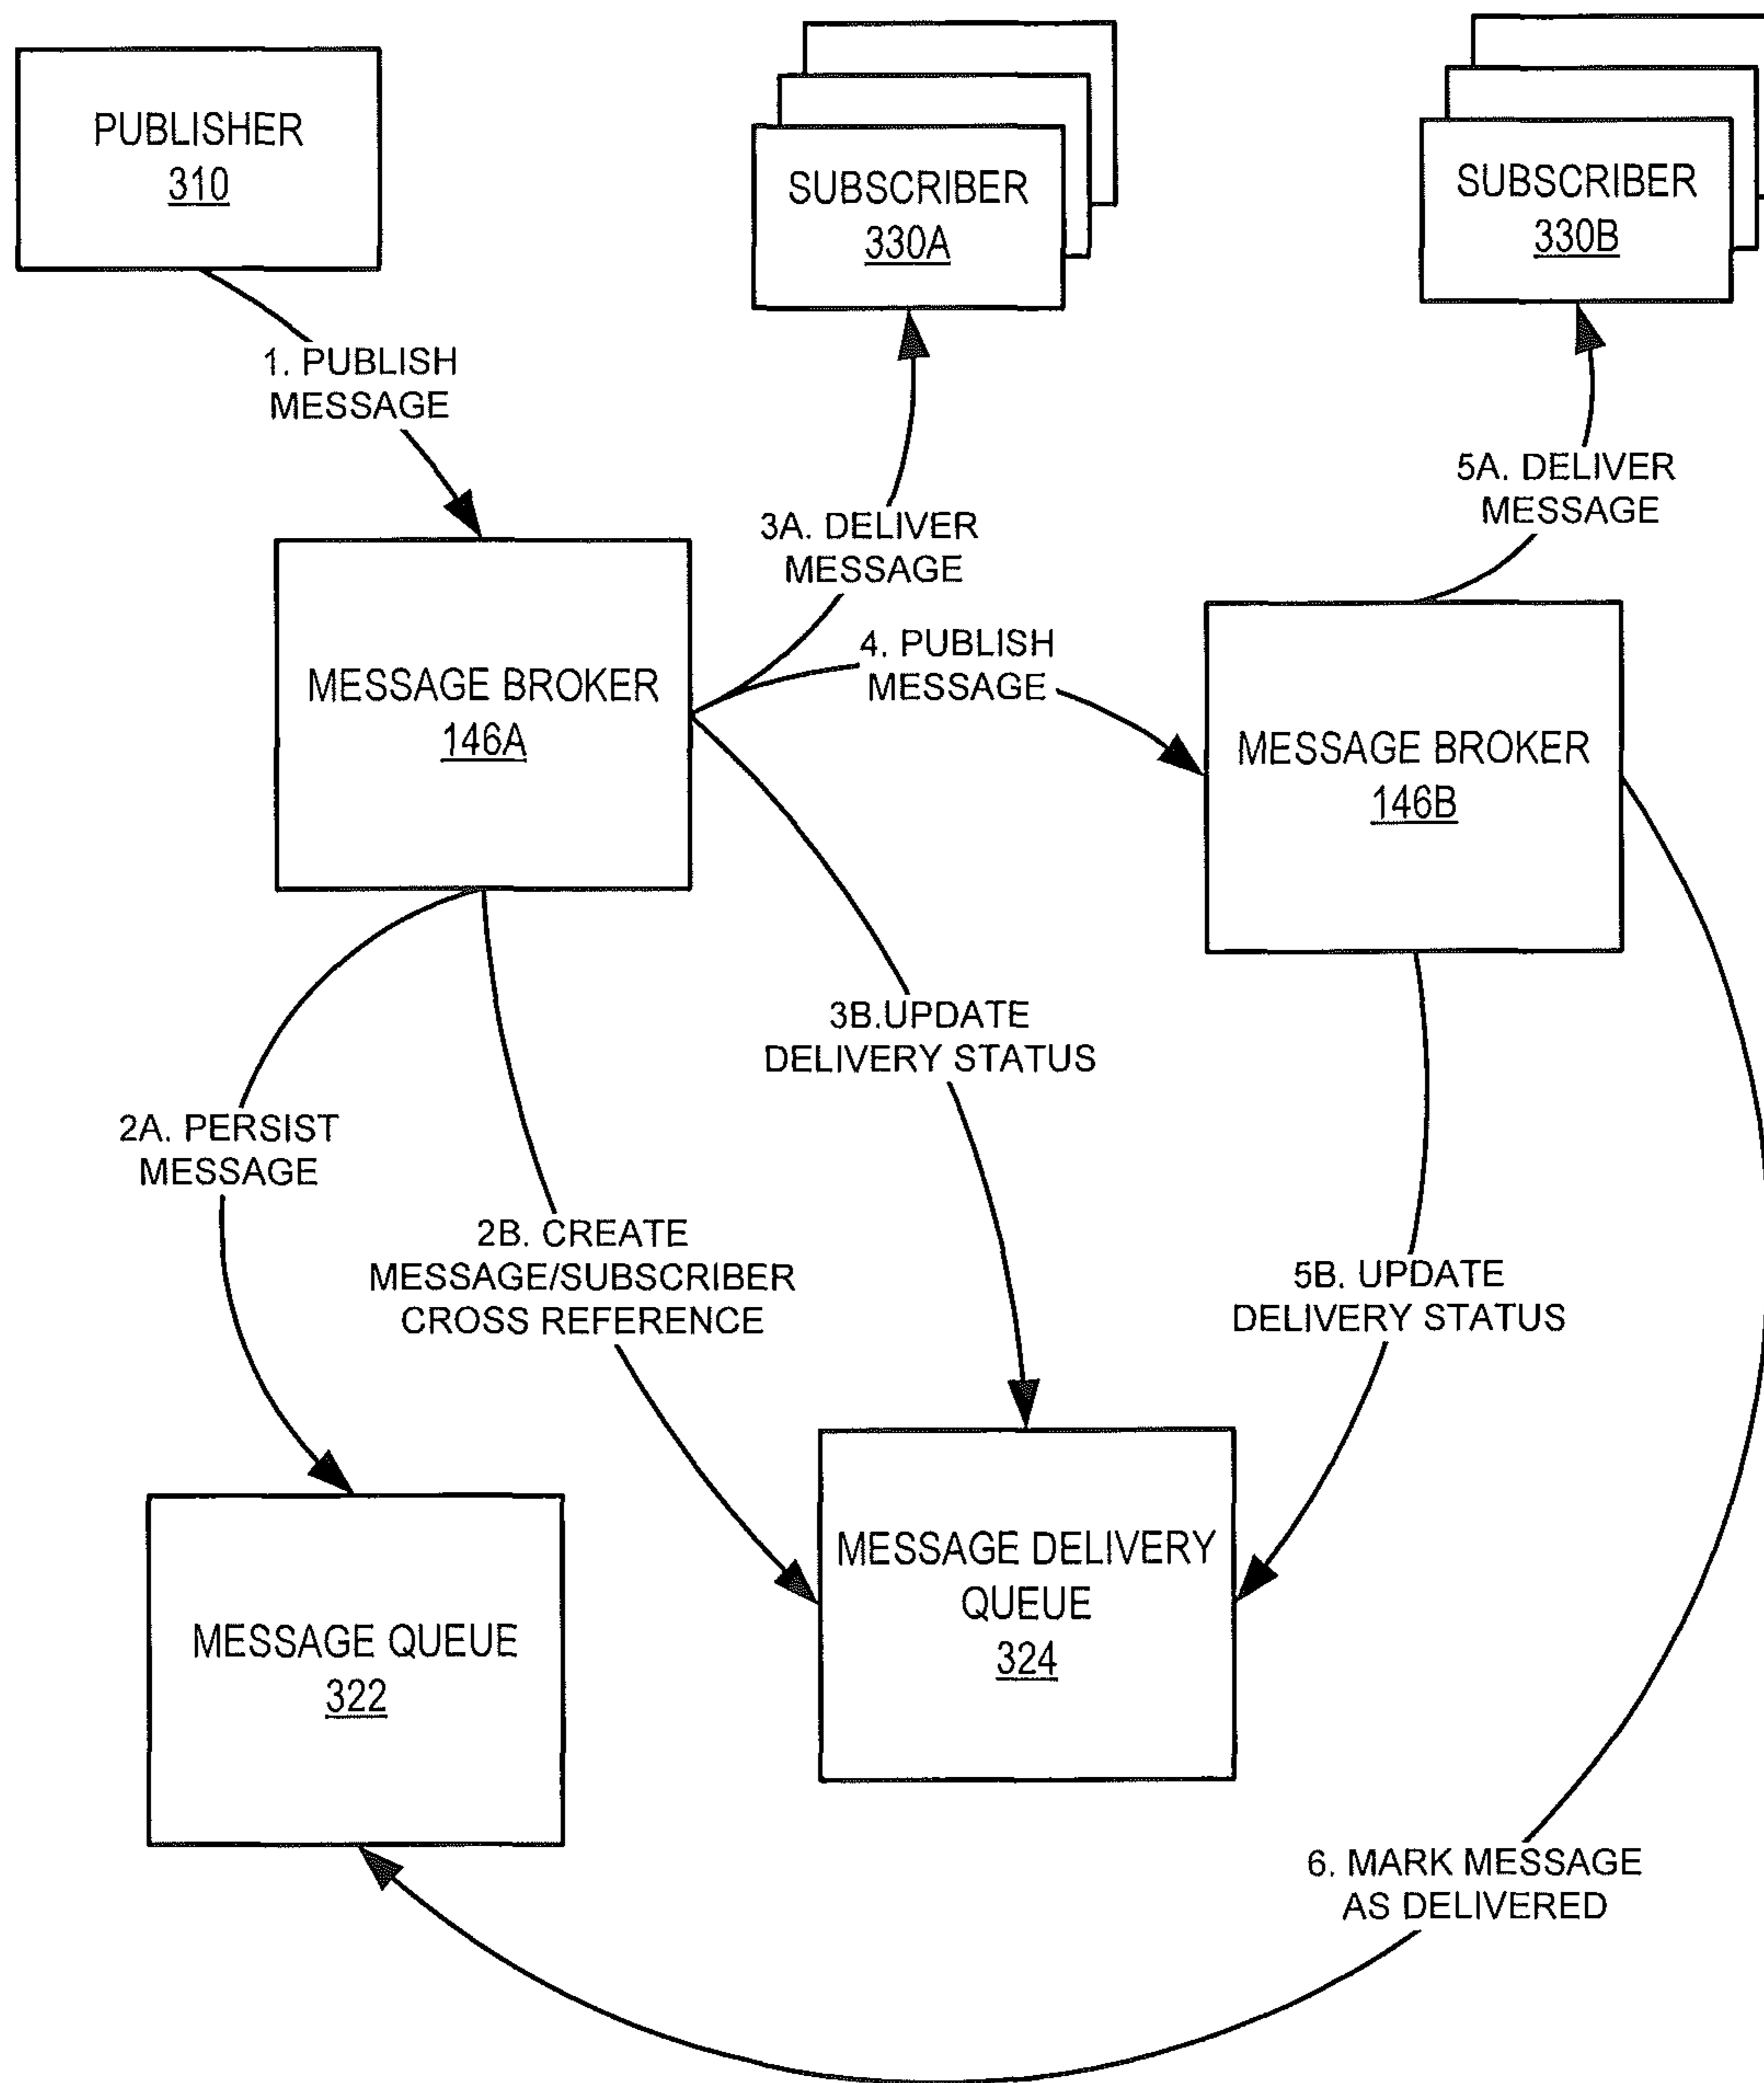 PUBLISHER
310
SUBSCRIBER
330A
SUBSCRIBER
330B
1. PUBLISH
MESSAGE
3A. DELIVER
MESSAGE
5A. DELIVER
MESSAGE
MESSAGE BROKER
146A
4. PUBLISH
MESSAGE
MESSAGE BROKER
146B
3B.UPDATE
DELIVERY STATUS
2A. PERSIST
MESSAGE
2B. CREATE
MESSAGE/SUBSCRIBER
CROSS REFERENCE
5B. UPDATE
DELIVERY STATUS
MESSAGE QUEUE
322
MESSAGE DELIVERY
QUEUE
324
6. MARK MESSAGE
AS DELIVERED